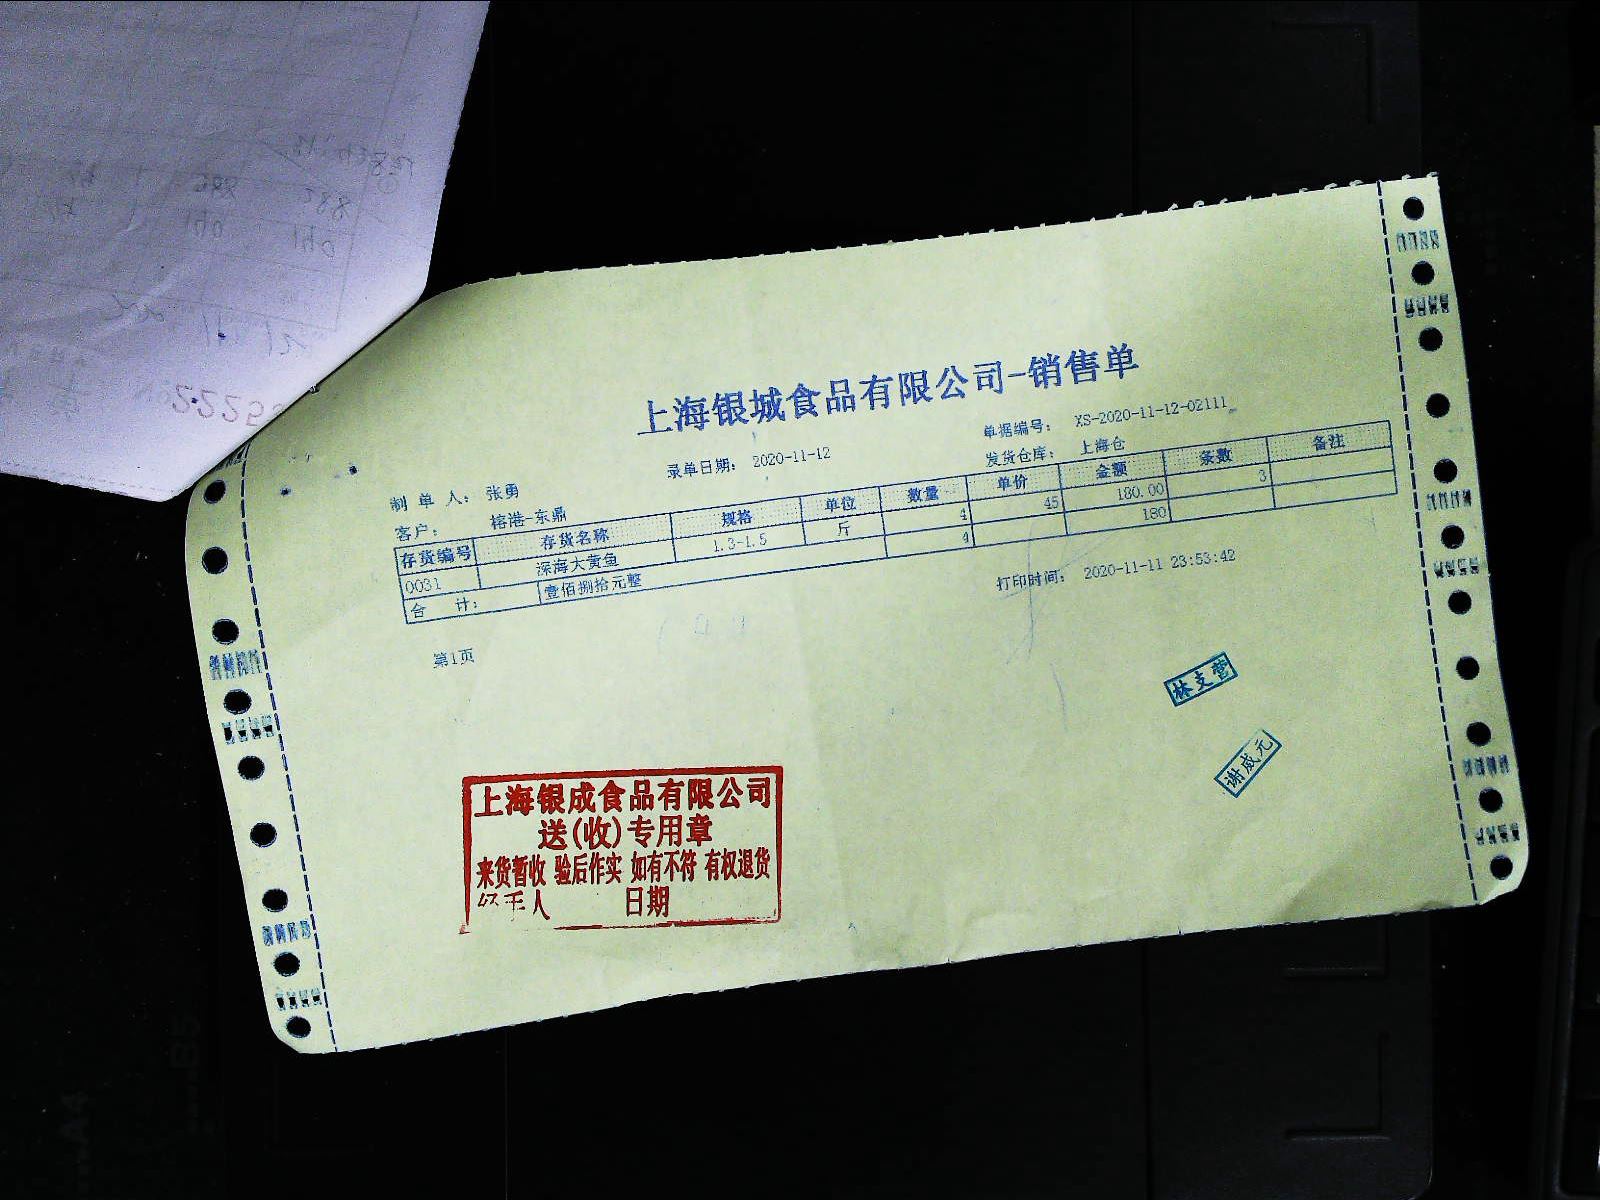 上海银城食品有限公司-销售单
单据编号： XS-2020-11-12-02111
录单日期： 2020-11-12
发货仓库： 上海仓
制 单 人： 张勇
客户： 榕港-东鼎
存货编号 存货名称 规格 单位 数量 单价 金额 条数 备注
0031 深海大黄鱼 1.3-1.5 斤 4 45 180.00 3
合 计： 壹佰捌拾元整 4 180
打印时间： 2020-11-11 23:53:42
第1页
林支营
谢威元
上海银成食品有限公司
送(收)专用章
来货暂收 验后作实 如有不符 有权退货
经手人 日期
2225